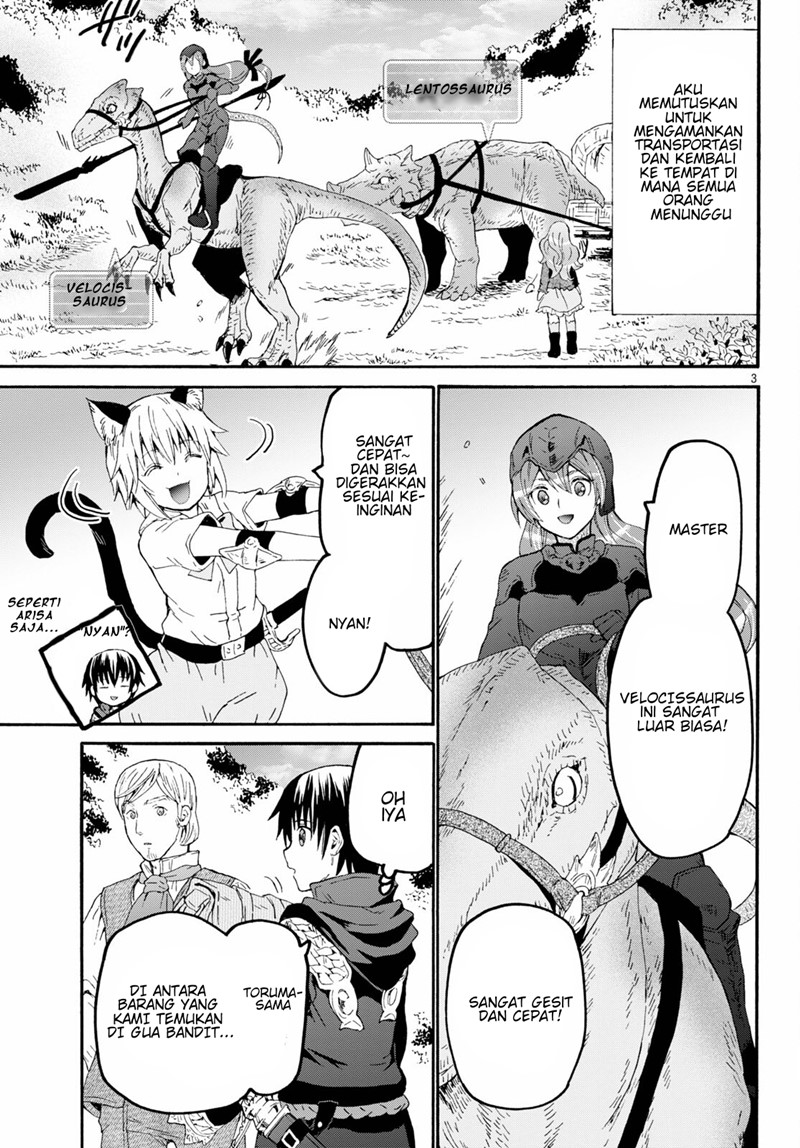 AKU
MEMUTUSKAN
UNTUK
MENGAMANKAN
TRANSPORTASI
DAN KEMBALI
KE TEMPAT DI
MANA SEMUA
ORANG
MENUNGGU
LENTOSSAURUS
VELOCIS
SAURUS
3
MASTER
VELOCISSAURUS
INI SANGAT
LUAR BIASA!
SANGAT GESIT
DAN CEPAT!
SANGAT
CEPAT~
DAN BISA
DIGERAKKAN
SESUAI KE-
INGINAN
NYAN!
"NYAN"?
SEPERTI
ARISA
SAJA...
OH
IYA
TORUMA-
SAMA
DI ANTARA
BARANG YANG
KAMI TEMUKAN
DI GUA BANDIT...